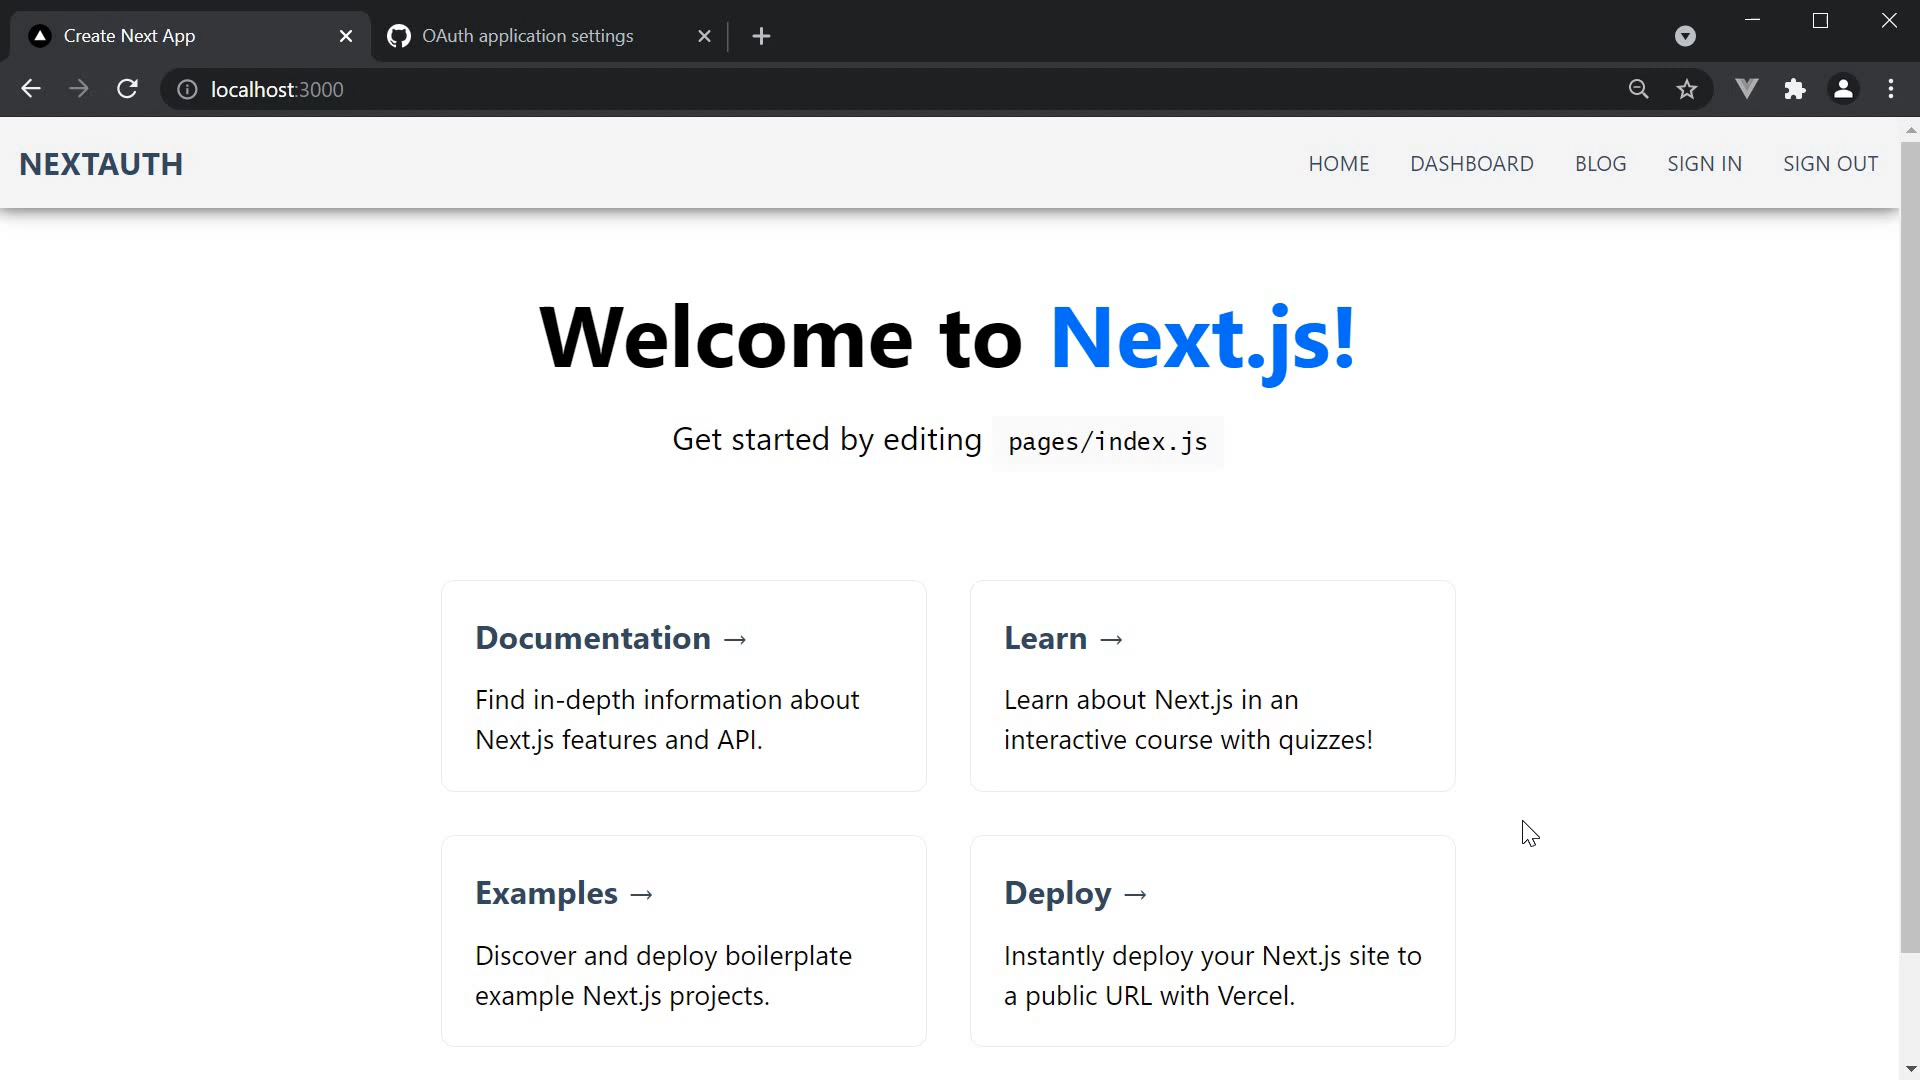 Create Next App
OAuth application settings
localhost:3000
NEXTAUTH
HOME DASHBOARD BLOG SIGN IN SIGN OUT
Welcome to Next.js!
Get started by editing pages/index.js
Documentation →
Find in-depth information about
Next.js features and API.
Learn →
Learn about Next.js in an
interactive course with quizzes!
Examples →
Discover and deploy boilerplate
example Next.js projects.
Deploy →
Instantly deploy your Next.js site to
a public URL with Vercel.